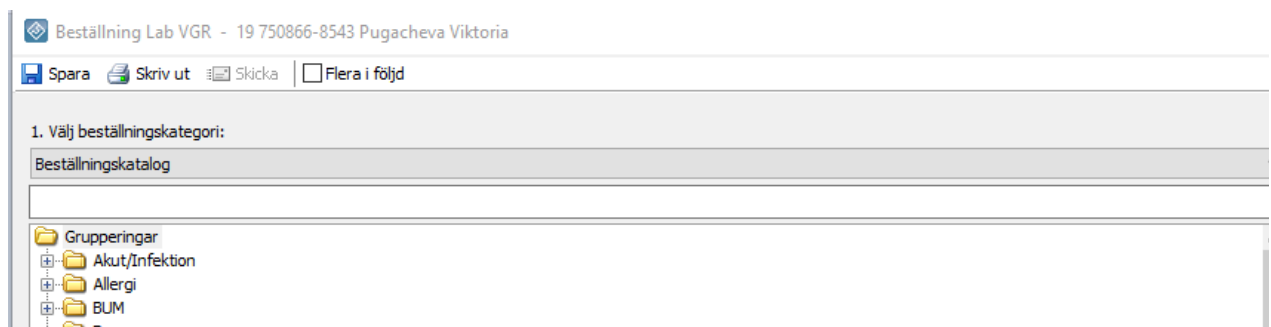 Beställning Lab VGR - 19 750866-8543 Pugacheva Viktoria
Spara Skriv ut Skicka Flera i följd
1. Välj beställningskategori:
Beställningskatalog
Grupperingar
Akut/Infektion
Allergi
BUM